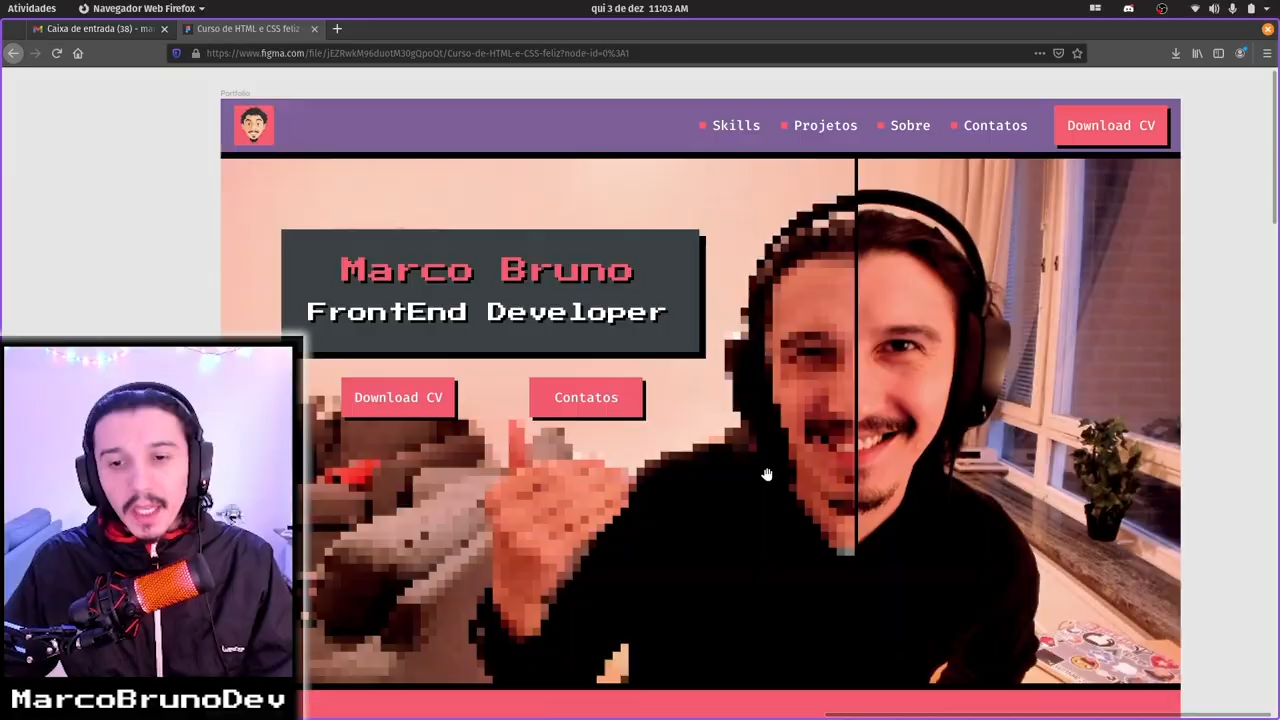 Atividades
Navegador Web Firefox
qui 3 de dez 11:03 AM
Caixa de entrada (38) - ma
Curso de HTML e CSS feliz
https://www.figma.com/file/jEZRwkM96duotM30gQpoQt/Curso-de-HTML-e-CSS-feliz?node-id=0%3A1
Portfolio
Skills
Projetos
Sobre
Contatos
Download CV
Marco Bruno
FrontEnd Developer
Download CV
Contatos
MarcoBrunoDev